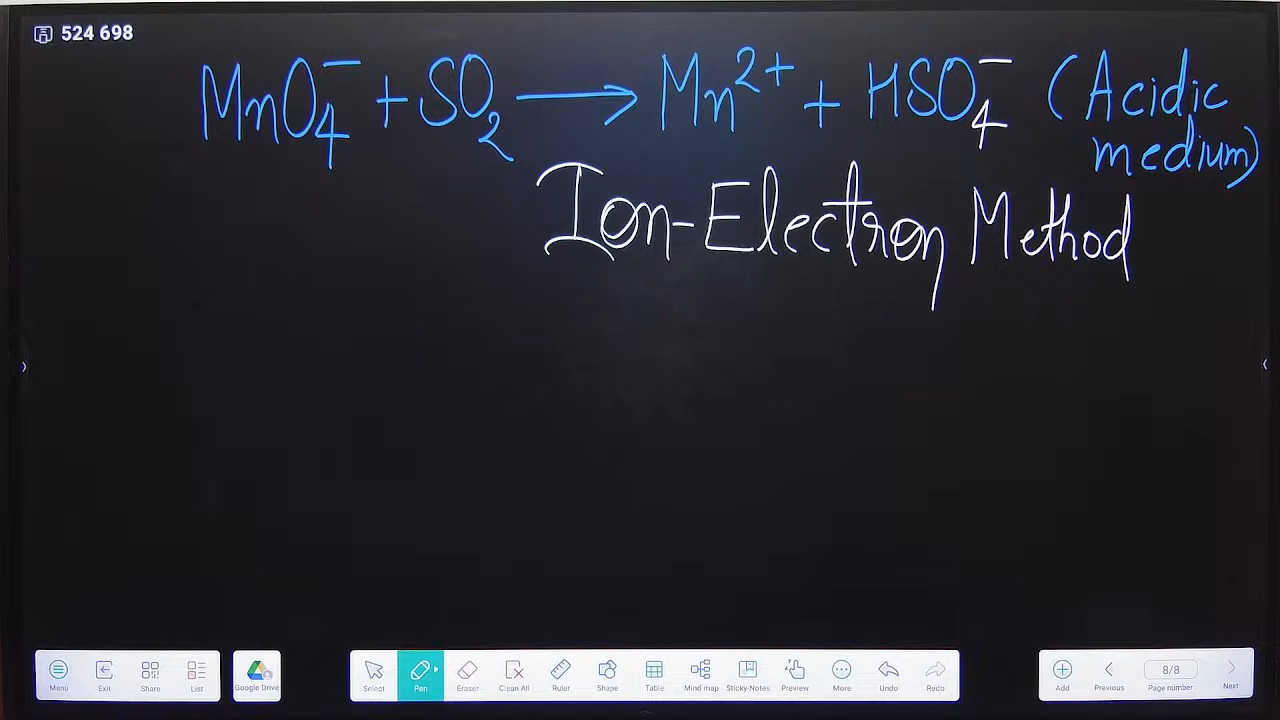 524 698
MnO₄⁻ + SO₂ ⟶ Mn²⁺ + HSO₄⁻ (Acidic
medium)
Ion-Electron Method
Menu Exit Share List Google Drive Select Pen Eraser Clean All Ruler Shape Table Mind map Sticky-Notes Preview More Undo Redo Add Previous 8/8 Page number Next